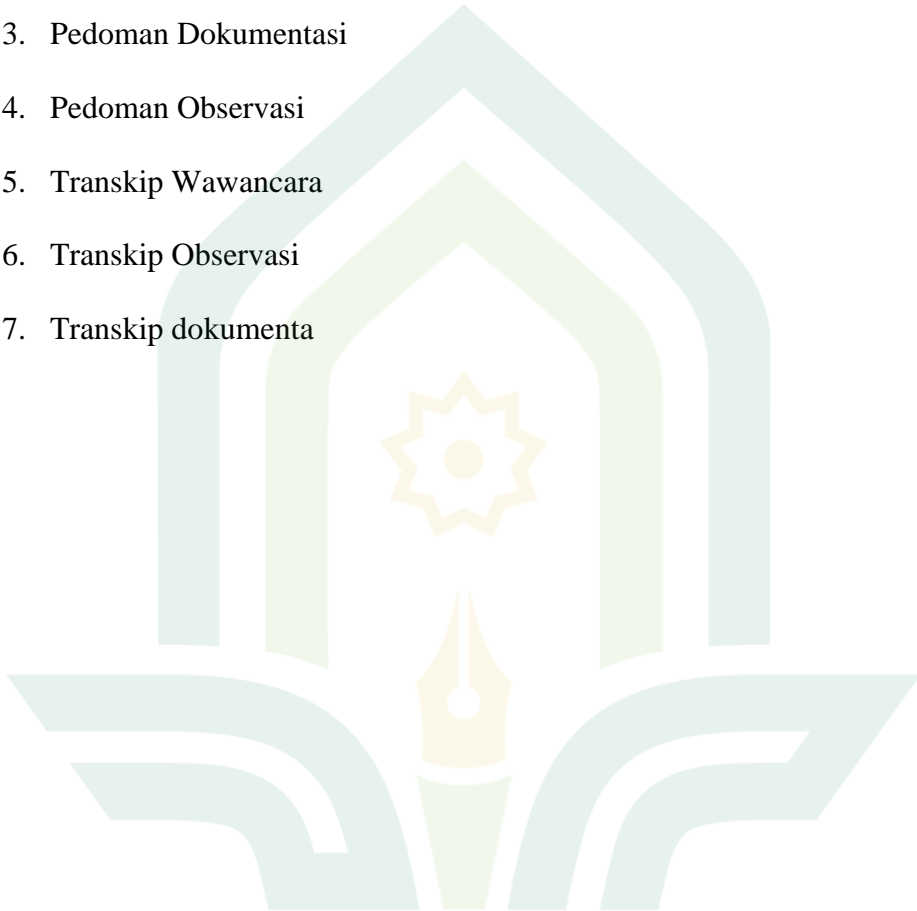 3. Pedoman Dokumentasi
4. Pedoman Observasi
5. Transkip Wawancara
6. Transkip Observasi
7. Transkip dokumenta